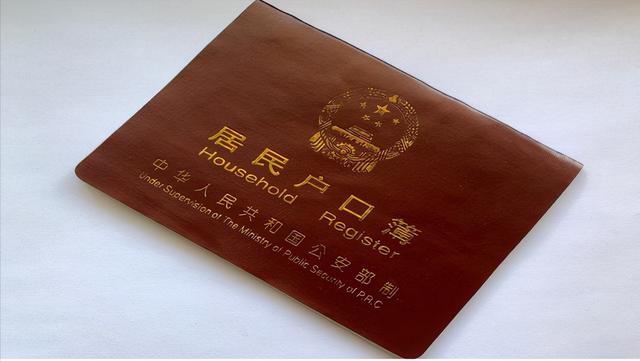 居民户口簿
Household Register
中华人民共和国公安部制
Under Supervision of The Ministry of Public Security of P.R.C